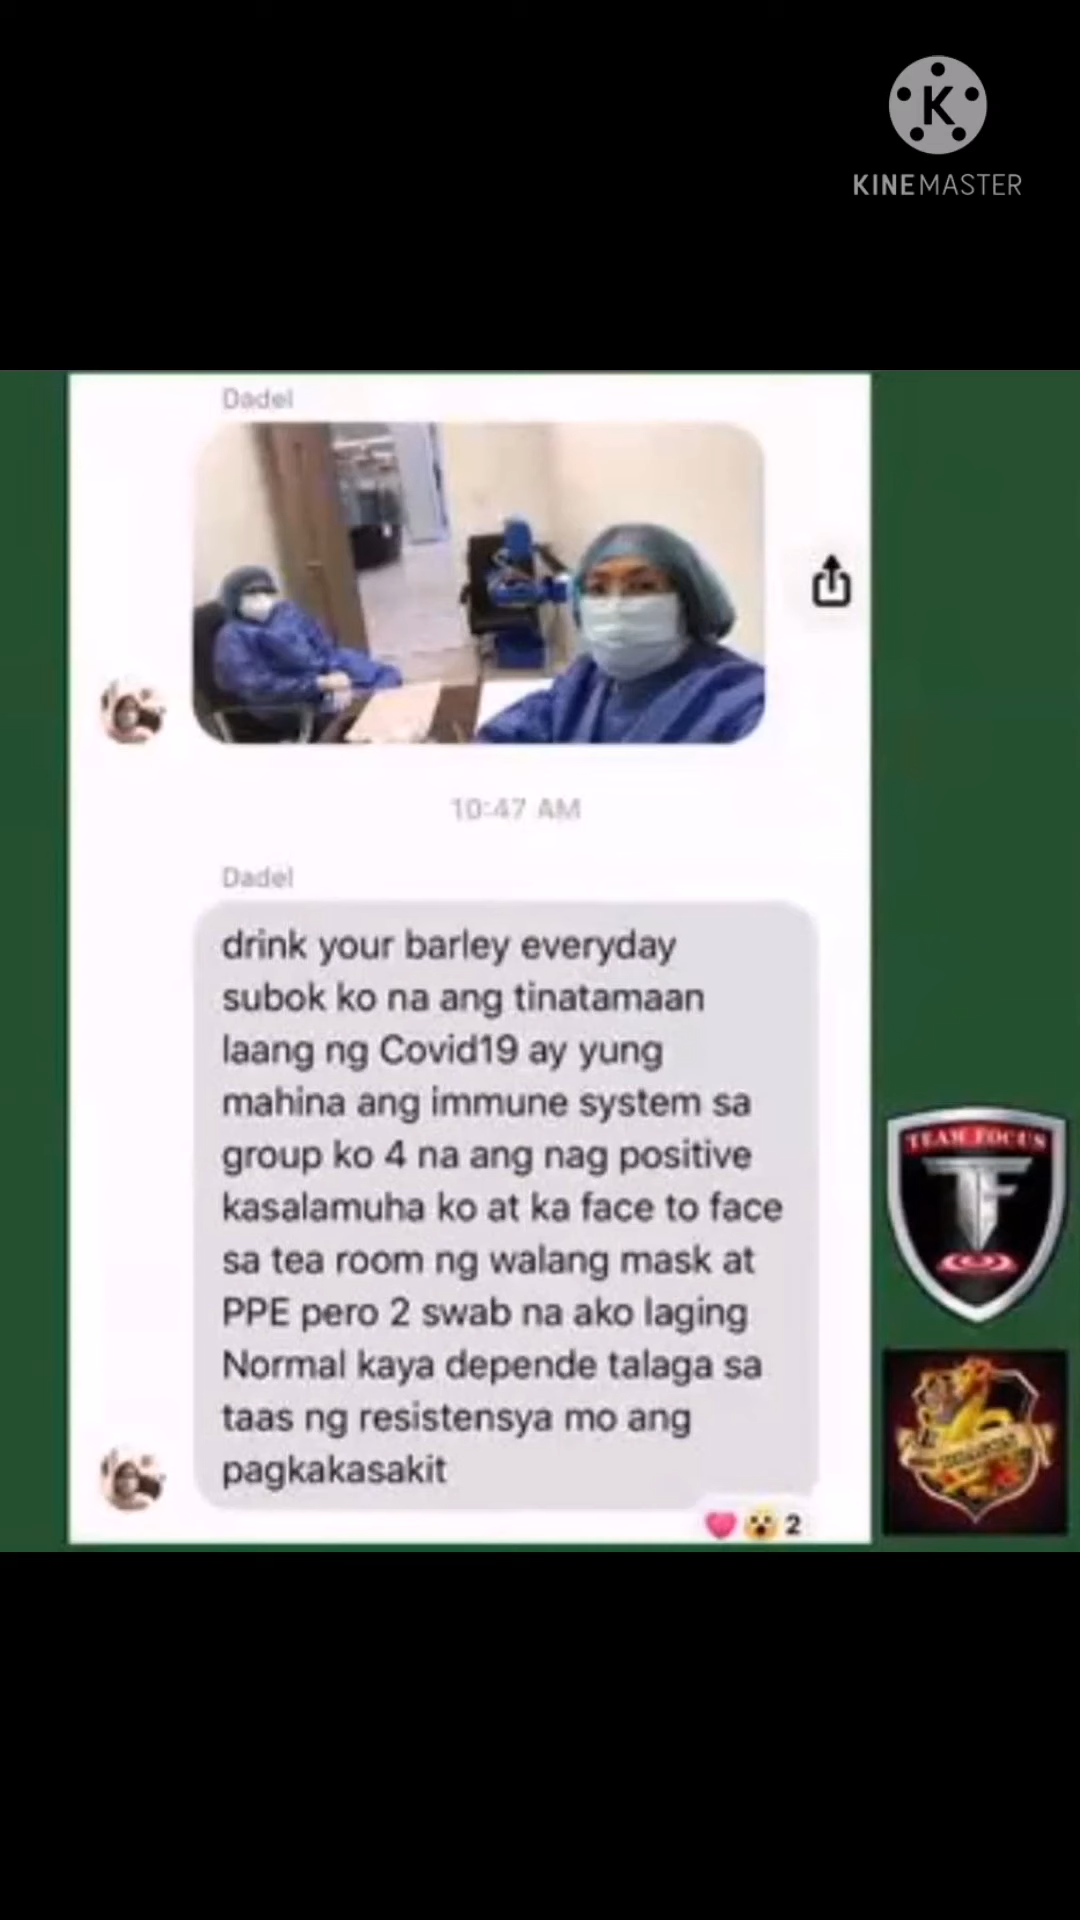 K
KINEMASTER
Dadel
10:47 AM
Dadel
drink your barley everyday
subok ko na ang tinatamaan
laang ng Covid19 ay yung
mahina ang immune system sa
group ko 4 na ang nag positive
kasalamuha ko at ka face to face
sa tea room ng walang mask at
PPE pero 2 swab na ako laging
Normal kaya depende talaga sa
taas ng resistensya mo ang
pagkakasakit
2
TEAM FOCUS
TF